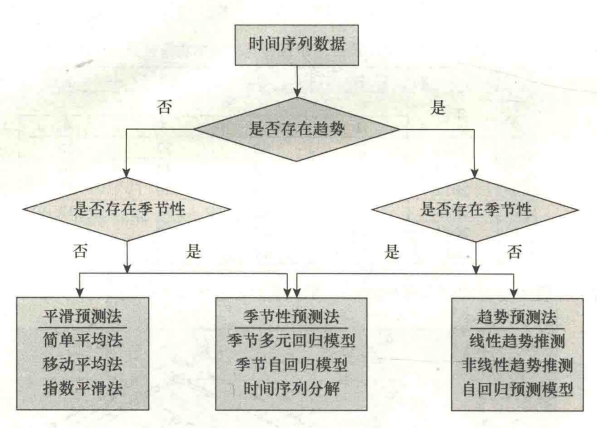 时间序列数据
否
是
是否存在趋势
是否存在季节性
是否存在季节性
否
是
是
否
平滑预测法
简单平均法
移动平均法
指数平滑法
季节性预测法
季节多元回归模型
季节自回归模型
时间序列分解
趋势预测法
线性趋势推测
非线性趋势推测
自回归预测模型